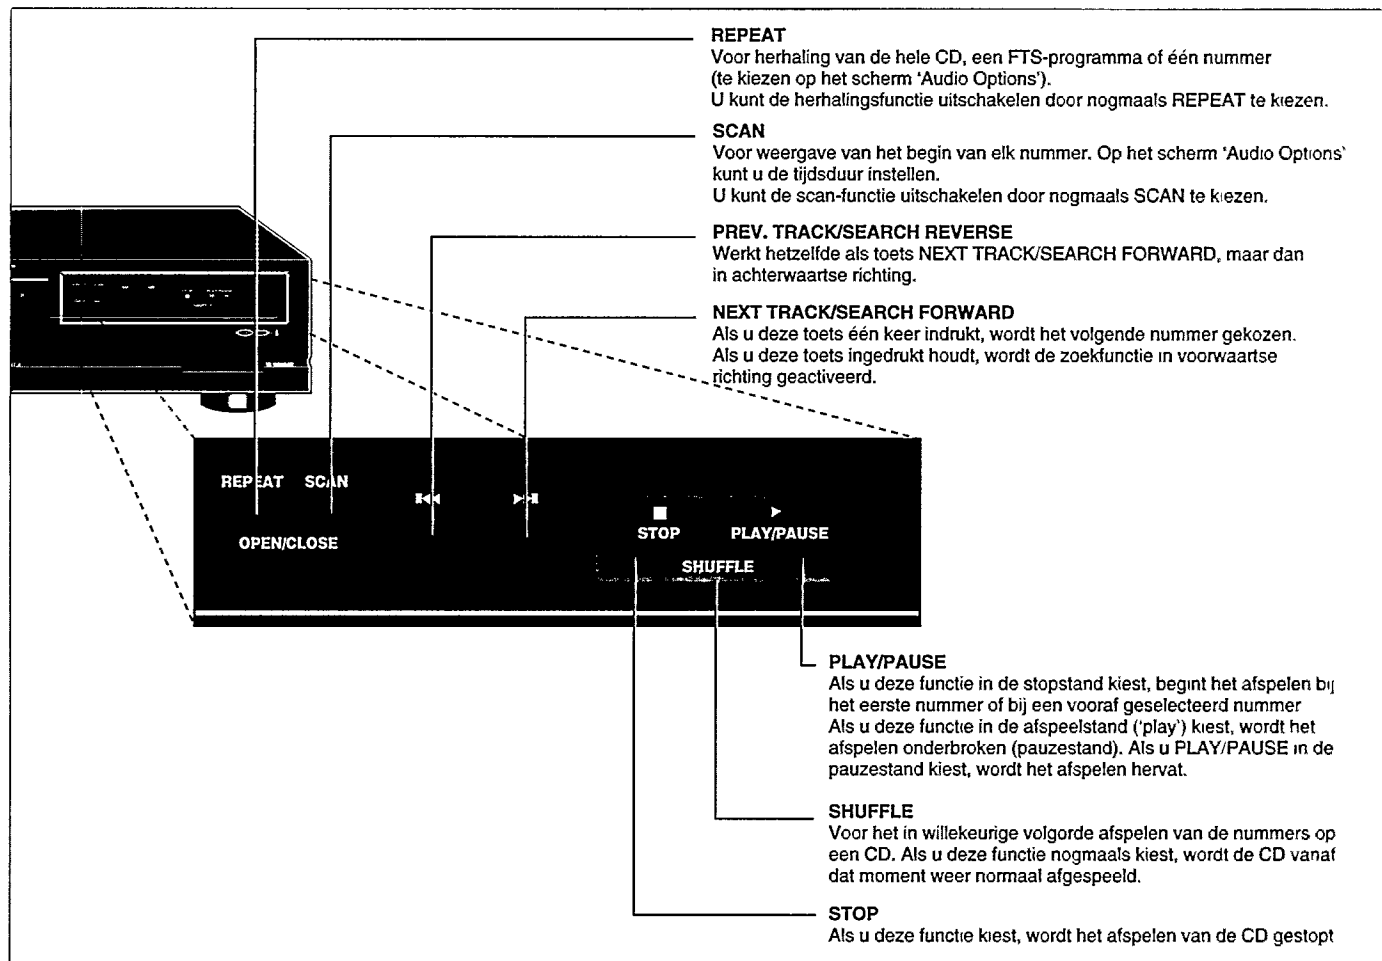 REPEAT
Voor herhaling van de hele CD, een FTS-programma of één nummer
(te kiezen op het scherm 'Audio Options').
U kunt de herhalingsfunctie uitschakelen door nogmaals REPEAT te kiezen.
SCAN
Voor weergave van het begin van elk nummer. Op het scherm 'Audio Options'
kunt u de tijdsduur instellen.
U kunt de scan-functie uitschakelen door nogmaals SCAN te kiezen.
PREV. TRACK/SEARCH REVERSE
Werkt hetzelfde als toets NEXT TRACK/SEARCH FORWARD, maar dan
in achterwaartse richting.
NEXT TRACK/SEARCH FORWARD
Als u deze toets één keer indrukt, wordt het volgende nummer gekozen.
Als u deze toets ingedrukt houdt, wordt de zoekfunctie in voorwaartse
richting geactiveerd.
REPEAT SCAN
OPEN/CLOSE
STOP PLAY/PAUSE
SHUFFLE
PLAY/PAUSE
Als u deze functie in de stopstand kiest, begint het afspelen bij
het eerste nummer of bij een vooraf geselecteerd nummer
Als u deze functie in de afspeelstand ('play') kiest, wordt het
afspelen onderbroken (pauzestand). Als u PLAY/PAUSE in de
pauzestand kiest, wordt het afspelen hervat.
SHUFFLE
Voor het in willekeurige volgorde afspelen van de nummers op
een CD. Als u deze functie nogmaals kiest, wordt de CD vanaf
dat moment weer normaal afgespeeld.
STOP
Als u deze functie kiest, wordt het afspelen van de CD gestopt